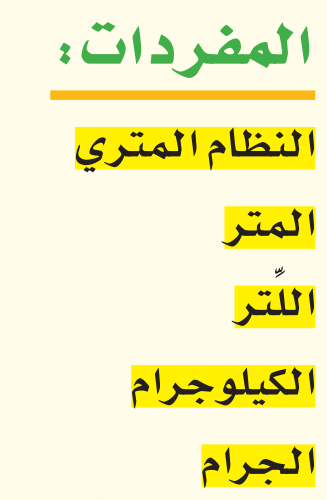 المفردات:
النظام المتري
المتر
اللِّتر
الكيلوجرام
الجرام